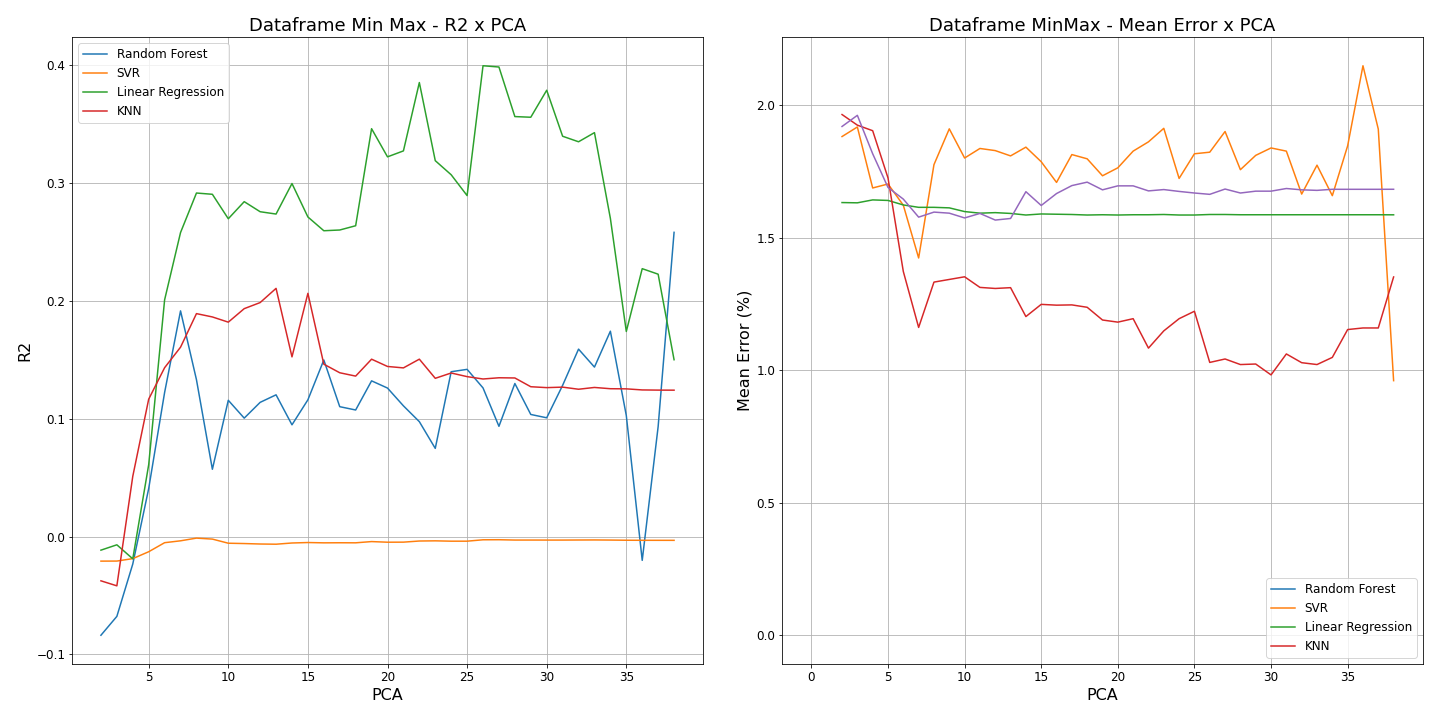 Dataframe Min Max - R2 x PCA
Random Forest
SVR
Linear Regression
KNN
R2
0.4
0.3
0.2
0.1
0.0
−0.1
5 10 15 20 25 30 35
PCA
Dataframe MinMax - Mean Error x PCA
Mean Error (%)
2.0
1.5
1.0
0.5
0.0
Random Forest
SVR
Linear Regression
KNN
0 5 10 15 20 25 30 35
PCA